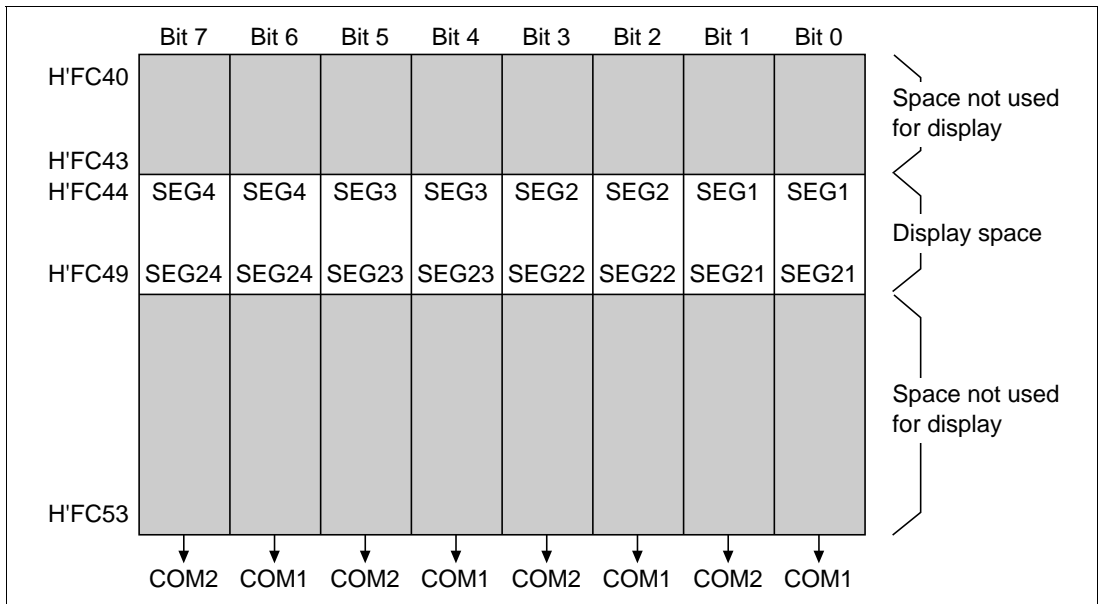 Bit 7 Bit 6 Bit 5 Bit 4 Bit 3 Bit 2 Bit 1 Bit 0
H'FC40
Space not used
for display
H'FC43
H'FC44 SEG4 SEG4 SEG3 SEG3 SEG2 SEG2 SEG1 SEG1
Display space
H'FC49 SEG24 SEG24 SEG23 SEG23 SEG22 SEG22 SEG21 SEG21
Space not used
for display
H'FC53
COM2 COM1 COM2 COM1 COM2 COM1 COM2 COM1